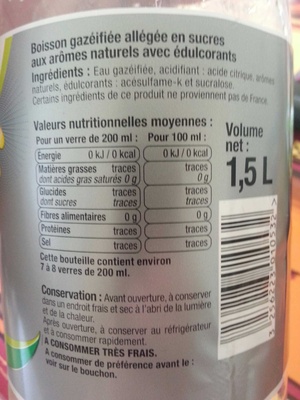 Boisson gazéifiée allégée en sucres
aux arômes naturels avec édulcorants
Ingrédients : Eau gazéifiée, acidifiant : acide citrique, arômes
naturels, édulcorants : acésulfame-k et sucralose.
Certains ingrédients de ce produit ne proviennent pas de France.
Valeurs nutritionnelles moyennes :
Pour un verre de 200 ml : Pour 100 ml :
Energie 0 kJ / 0 kcal 0 kJ / 0 kcal
Matières grasses traces traces
dont acides gras saturés 0 g 0 g
Glucides traces traces
dont sucres traces traces
Fibres alimentaires 0 g 0 g
Protéines traces traces
Sel traces traces
Cette bouteille contient environ
7 à 8 verres de 200 ml.
Volume
net :
1,5 L
Conservation : Avant ouverture, à conserver
dans un endroit frais et sec à l'abri de la lumière
et de la chaleur.
Après ouverture, à conserver au réfrigérateur
et à consommer rapidement.
A CONSOMMER TRÈS FRAIS.
A consommer de préférence avant le :
voir sur le bouchon.